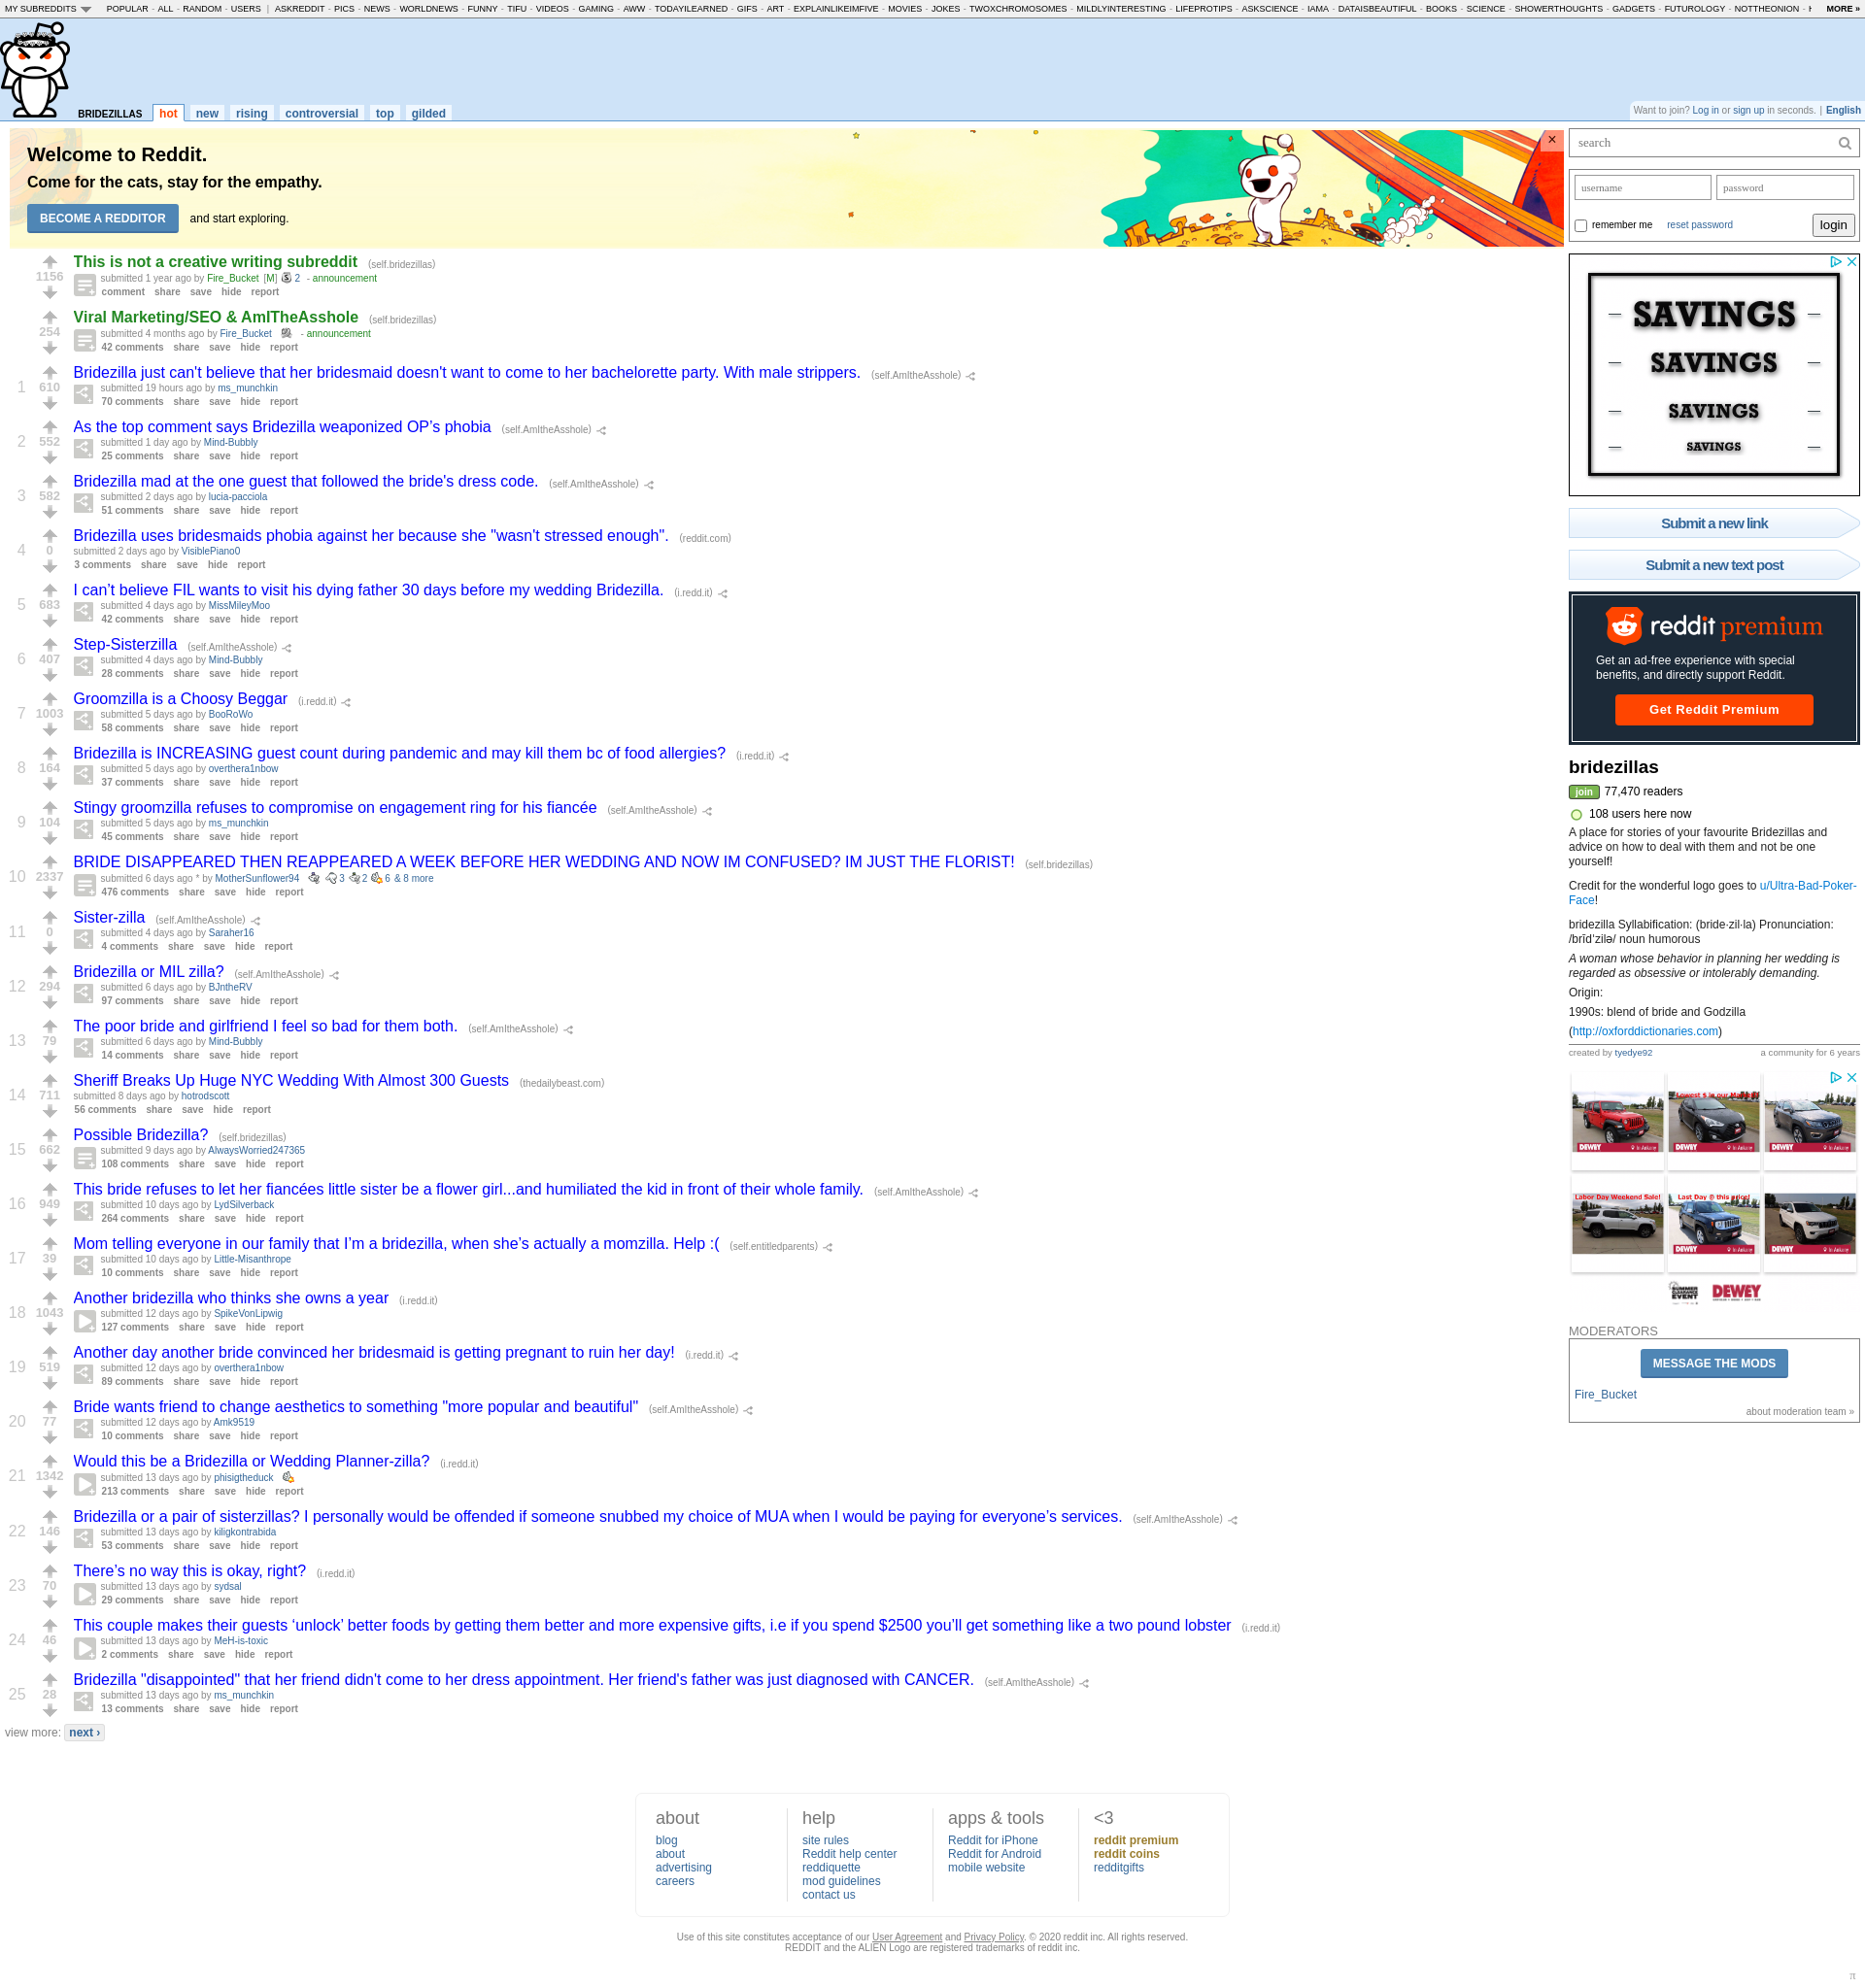 MY SUBREDDITS POPULAR - ALL - RANDOM - USERS | ASKREDDIT - PICS - NEWS - WORLDNEWS - FUNNY - TIFU - VIDEOS - GAMING - AWW - TODAYILEARNED - GIFS - ART - EXPLAINLIKEIMFIVE - MOVIES - JOKES - TWOXCHROMOSOMES - MILDLYINTERESTING - LIFEPROTIPS - ASKSCIENCE - IAMA - DATAISBEAUTIFUL - BOOKS - SCIENCE - SHOWERTHOUGHTS - GADGETS - FUTUROLOGY - NOTTHEONION - MORE »
BRIDEZILLAS hot new rising controversial top gilded
Want to join? Log in or sign up in seconds. | English
Welcome to Reddit.
Come for the cats, stay for the empathy.
BECOME A REDDITOR and start exploring.
×
This is not a creative writing subreddit (self.bridezillas)
1156
submitted 1 year ago by Fire_Bucket [M] 2 - announcement
comment share save hide report
Viral Marketing/SEO & AmITheAsshole (self.bridezillas)
254
submitted 4 months ago by Fire_Bucket - announcement
42 comments share save hide report
Bridezilla just can't believe that her bridesmaid doesn't want to come to her bachelorette party. With male strippers. (self.AmItheAsshole)
1 610
submitted 19 hours ago by ms_munchkin
70 comments share save hide report
As the top comment says Bridezilla weaponized OP's phobia (self.AmItheAsshole)
2 552
submitted 1 day ago by Mind-Bubbly
25 comments share save hide report
Bridezilla mad at the one guest that followed the bride's dress code. (self.AmItheAsshole)
3 582
submitted 2 days ago by lucia-pacciola
51 comments share save hide report
Bridezilla uses bridesmaids phobia against her because she "wasn't stressed enough". (reddit.com)
4 0
submitted 2 days ago by VisiblePiano0
3 comments share save hide report
I can't believe FIL wants to visit his dying father 30 days before my wedding Bridezilla. (i.redd.it)
5 683
submitted 4 days ago by MissMileyMoo
42 comments share save hide report
Step-Sisterzilla (self.AmItheAsshole)
6 407
submitted 4 days ago by Mind-Bubbly
28 comments share save hide report
Groomzilla is a Choosy Beggar (i.redd.it)
7 1003
submitted 5 days ago by BooRoWo
58 comments share save hide report
Bridezilla is INCREASING guest count during pandemic and may kill them bc of food allergies? (i.redd.it)
8 164
submitted 5 days ago by overthera1nbow
37 comments share save hide report
Stingy groomzilla refuses to compromise on engagement ring for his fiancée (self.AmItheAsshole)
9 104
submitted 5 days ago by ms_munchkin
45 comments share save hide report
BRIDE DISAPPEARED THEN REAPPEARED A WEEK BEFORE HER WEDDING AND NOW IM CONFUSED? IM JUST THE FLORIST! (self.bridezillas)
10 2337
submitted 6 days ago * by MotherSunflower94 3 2 6 & 8 more
476 comments share save hide report
Sister-zilla (self.AmItheAsshole)
11 0
submitted 4 days ago by Saraher16
4 comments share save hide report
Bridezilla or MIL zilla? (self.AmItheAsshole)
12 294
submitted 6 days ago by BJntheRV
97 comments share save hide report
The poor bride and girlfriend I feel so bad for them both. (self.AmItheAsshole)
13 79
submitted 6 days ago by Mind-Bubbly
14 comments share save hide report
Sheriff Breaks Up Huge NYC Wedding With Almost 300 Guests (thedailybeast.com)
14 711
submitted 8 days ago by hotrodscott
56 comments share save hide report
Possible Bridezilla? (self.bridezillas)
15 662
submitted 9 days ago by AlwaysWorried247365
108 comments share save hide report
This bride refuses to let her fiancées little sister be a flower girl...and humiliated the kid in front of their whole family. (self.AmItheAsshole)
16 949
submitted 10 days ago by LydSilverback
264 comments share save hide report
Mom telling everyone in our family that I'm a bridezilla, when she's actually a momzilla. Help :( (self.entitledparents)
17 39
submitted 10 days ago by Little-Misanthrope
10 comments share save hide report
Another bridezilla who thinks she owns a year (i.redd.it)
18 1043
submitted 12 days ago by SpikeVonLipwig
127 comments share save hide report
Another day another bride convinced her bridesmaid is getting pregnant to ruin her day! (i.redd.it)
19 519
submitted 12 days ago by overthera1nbow
89 comments share save hide report
Bride wants friend to change aesthetics to something "more popular and beautiful" (self.AmItheAsshole)
20 77
submitted 12 days ago by Amk9519
10 comments share save hide report
Would this be a Bridezilla or Wedding Planner-zilla? (i.redd.it)
21 1342
submitted 13 days ago by phisigtheduck
213 comments share save hide report
Bridezilla or a pair of sisterzillas? I personally would be offended if someone snubbed my choice of MUA when I would be paying for everyone's services. (self.AmItheAsshole)
22 146
submitted 13 days ago by kiligkontrabida
53 comments share save hide report
There's no way this is okay, right? (i.redd.it)
23 70
submitted 13 days ago by sydsal
29 comments share save hide report
This couple makes their guests ‘unlock’ better foods by getting them better and more expensive gifts, i.e if you spend $2500 you'll get something like a two pound lobster (i.redd.it)
24 46
submitted 13 days ago by MeH-is-toxic
2 comments share save hide report
Bridezilla "disappointed" that her friend didn't come to her dress appointment. Her friend's father was just diagnosed with CANCER. (self.AmItheAsshole)
25 28
submitted 13 days ago by ms_munchkin
13 comments share save hide report
view more: next ›
search
username password
remember me reset password login
SAVINGS
SAVINGS
SAVINGS
SAVINGS
Submit a new link
Submit a new text post
reddit premium
Get an ad-free experience with special
benefits, and directly support Reddit.
Get Reddit Premium
bridezillas
join 77,470 readers
108 users here now
A place for stories of your favourite Bridezillas and
advice on how to deal with them and not be one
yourself!
Credit for the wonderful logo goes to u/Ultra-Bad-Poker-
Face!
bridezilla Syllabification: (bride·zil·la) Pronunciation:
/brīd'zilə/ noun humorous
A woman whose behavior in planning her wedding is
regarded as obsessive or intolerably demanding.
Origin:
1990s: blend of bride and Godzilla
(http://oxforddictionaries.com)
created by tyedye92 a community for 6 years
DEWEY DEWEY DEWEY
Labor Day Weekend Sale! Last Day @ this price!
DEWEY DEWEY DEWEY
SUMMER CLEARANCE EVENT DEWEY
MODERATORS
MESSAGE THE MODS
Fire_Bucket
about moderation team »
about help apps & tools <3
blog site rules Reddit for iPhone reddit premium
about Reddit help center Reddit for Android reddit coins
advertising reddiquette mobile website redditgifts
careers mod guidelines
contact us
Use of this site constitutes acceptance of our User Agreement and Privacy Policy. © 2020 reddit inc. All rights reserved.
REDDIT and the ALIEN Logo are registered trademarks of reddit inc.
π